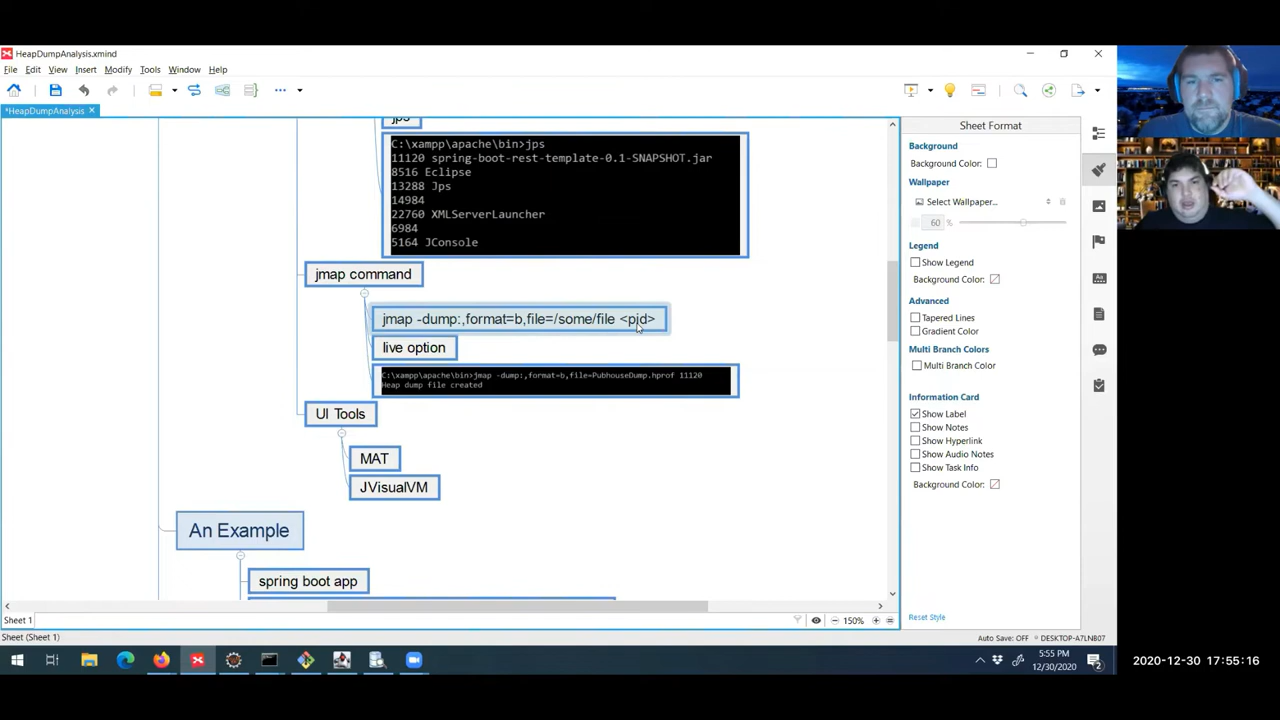 HeapDumpAnalysis.xmind
File Edit View Insert Modify Tools Window Help
*HeapDumpAnalysis
jps
C:\xampp\apache\bin>jps
11120 spring-boot-rest-template-0.1-SNAPSHOT.jar
8516 Eclipse
13288 Jps
14984
22760 XMLServerLauncher
6984
5164 JConsole
jmap command
jmap -dump:,format=b,file=/some/file <pid>
live option
C:\xampp\apache\bin>jmap -dump:,format=b,file=PubhouseDump.hprof 11120
Heap dump file created
UI Tools
MAT
JVisualVM
An Example
spring boot app
Sheet Format
Background
Background Color:
Wallpaper
Select Wallpaper...
60 %
Legend
Show Legend
Background Color:
Advanced
Tapered Lines
Gradient Color
Multi Branch Colors
Multi Branch Color
Information Card
Show Label
Show Notes
Show Hyperlink
Show Audio Notes
Show Task Info
Background Color:
Reset Style
Sheet 1
150%
Sheet (Sheet 1)
Auto Save: OFF DESKTOP-A7LNB07
5:55 PM
12/30/2020
2
2020-12-30 17:55:16